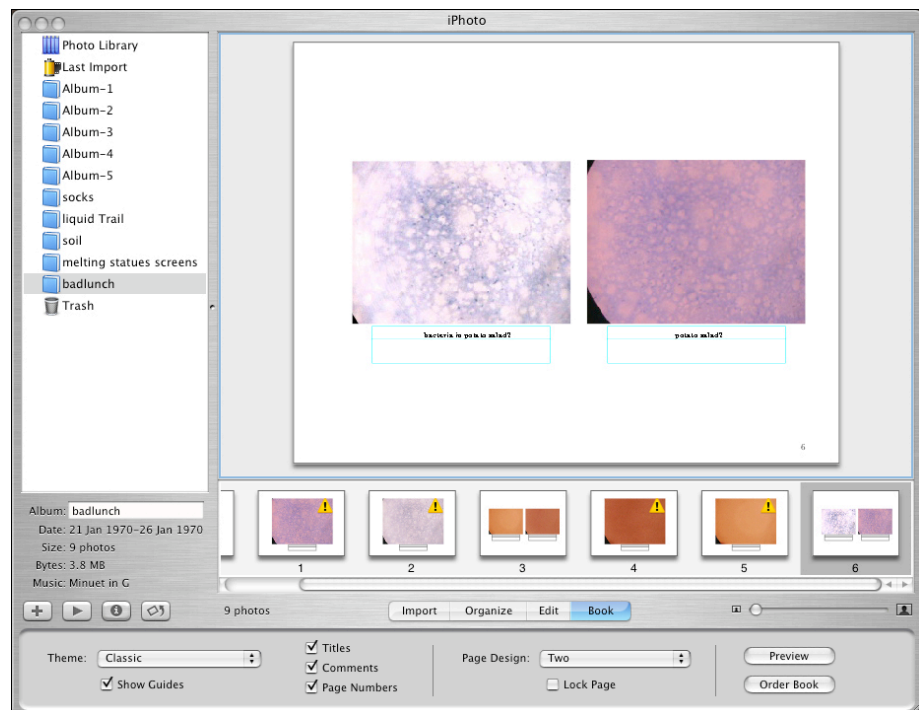 iPhoto
Photo Library
Last Import
Album-1
Album-2
Album-3
Album-4
Album-5
socks
liquid Trail
soil
melting statues screens
badlunch
Trash
bacteria in potato salad?
potato salad?
6
Album: badlunch
Date: 21 Jan 1970-26 Jan 1970
Size: 9 photos
Bytes: 3.8 MB
Music: Minuet in G
1
2
3
4
5
6
9 photos
Import
Organize
Edit
Book
Theme: Classic
Show Guides
Titles
Comments
Page Numbers
Page Design: Two
Lock Page
Preview
Order Book